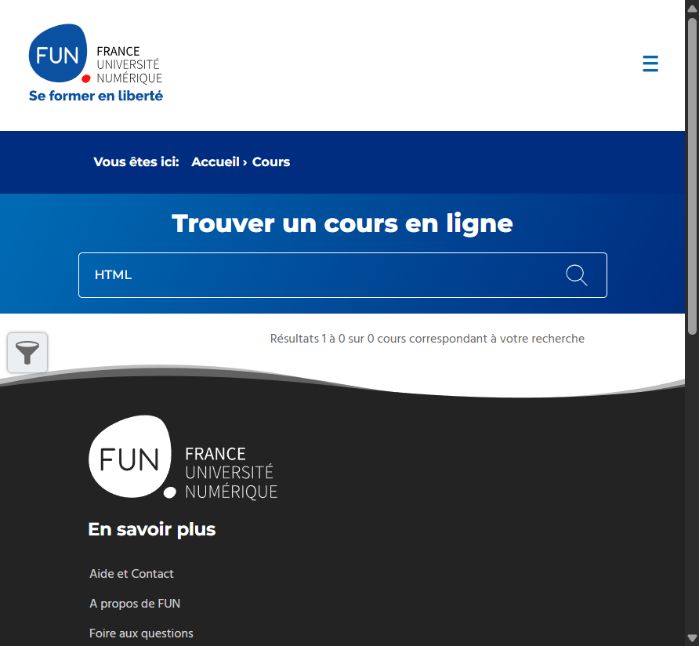 FUN
FRANCE
UNIVERSITÉ
NUMÉRIQUE
Se former en liberté
Vous êtes ici: Accueil › Cours
Trouver un cours en ligne
HTML
Résultats 1 à 0 sur 0 cours correspondant à votre recherche
FUN
FRANCE
UNIVERSITÉ
NUMÉRIQUE
En savoir plus
Aide et Contact
A propos de FUN
Foire aux questions